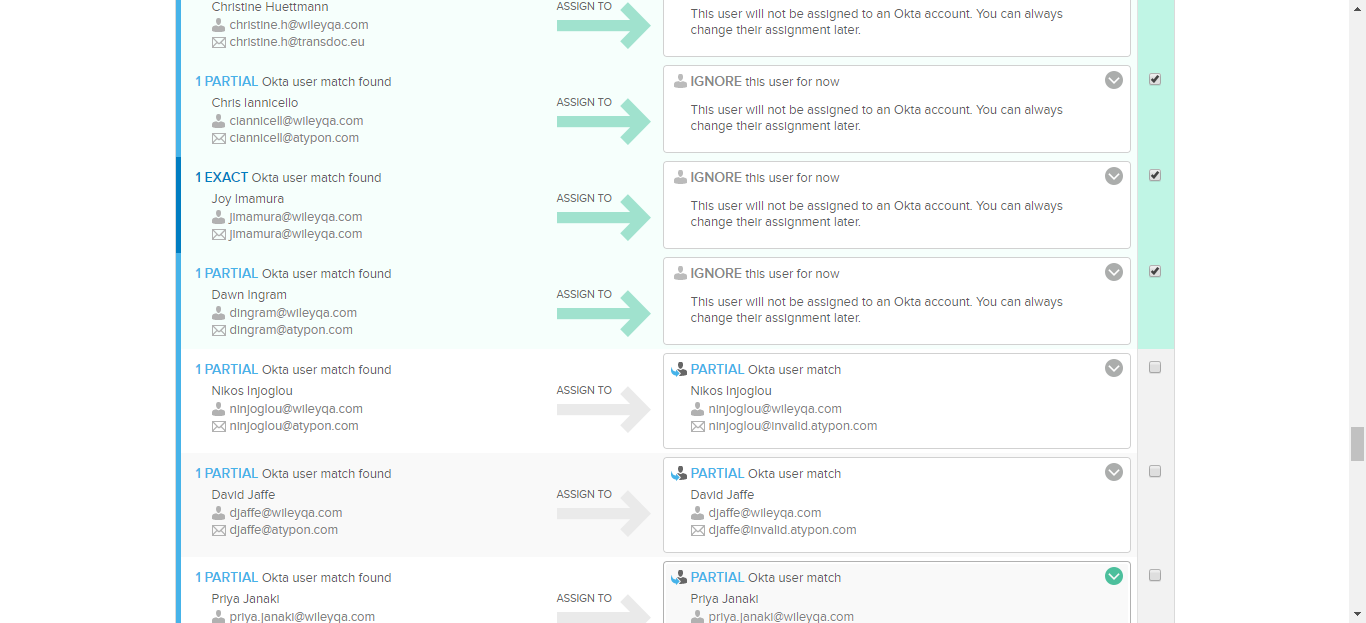 Christine Huettmann
christine.h@wileyqa.com
christine.h@transdoc.eu
ASSIGN TO
This user will not be assigned to an Okta account. You can always
change their assignment later.
1 PARTIAL Okta user match found
Chris Iannicello
ciannicell@wileyqa.com
ciannicell@atypon.com
ASSIGN TO
IGNORE this user for now
This user will not be assigned to an Okta account. You can always
change their assignment later.
1 EXACT Okta user match found
Joy Imamura
jimamura@wileyqa.com
jimamura@wileyqa.com
ASSIGN TO
IGNORE this user for now
This user will not be assigned to an Okta account. You can always
change their assignment later.
1 PARTIAL Okta user match found
Dawn Ingram
dingram@wileyqa.com
dingram@atypon.com
ASSIGN TO
IGNORE this user for now
This user will not be assigned to an Okta account. You can always
change their assignment later.
1 PARTIAL Okta user match found
Nikos Injoglou
ninjoglou@wileyqa.com
ninjoglou@atypon.com
ASSIGN TO
PARTIAL Okta user match
Nikos Injoglou
ninjoglou@wileyqa.com
ninjoglou@invalid.atypon.com
1 PARTIAL Okta user match found
David Jaffe
djaffe@wileyqa.com
djaffe@atypon.com
ASSIGN TO
PARTIAL Okta user match
David Jaffe
djaffe@wileyqa.com
djaffe@invalid.atypon.com
1 PARTIAL Okta user match found
Priya Janaki
priya.janaki@wileyqa.com
ASSIGN TO
PARTIAL Okta user match
Priya Janaki
priya.janaki@wileyqa.com